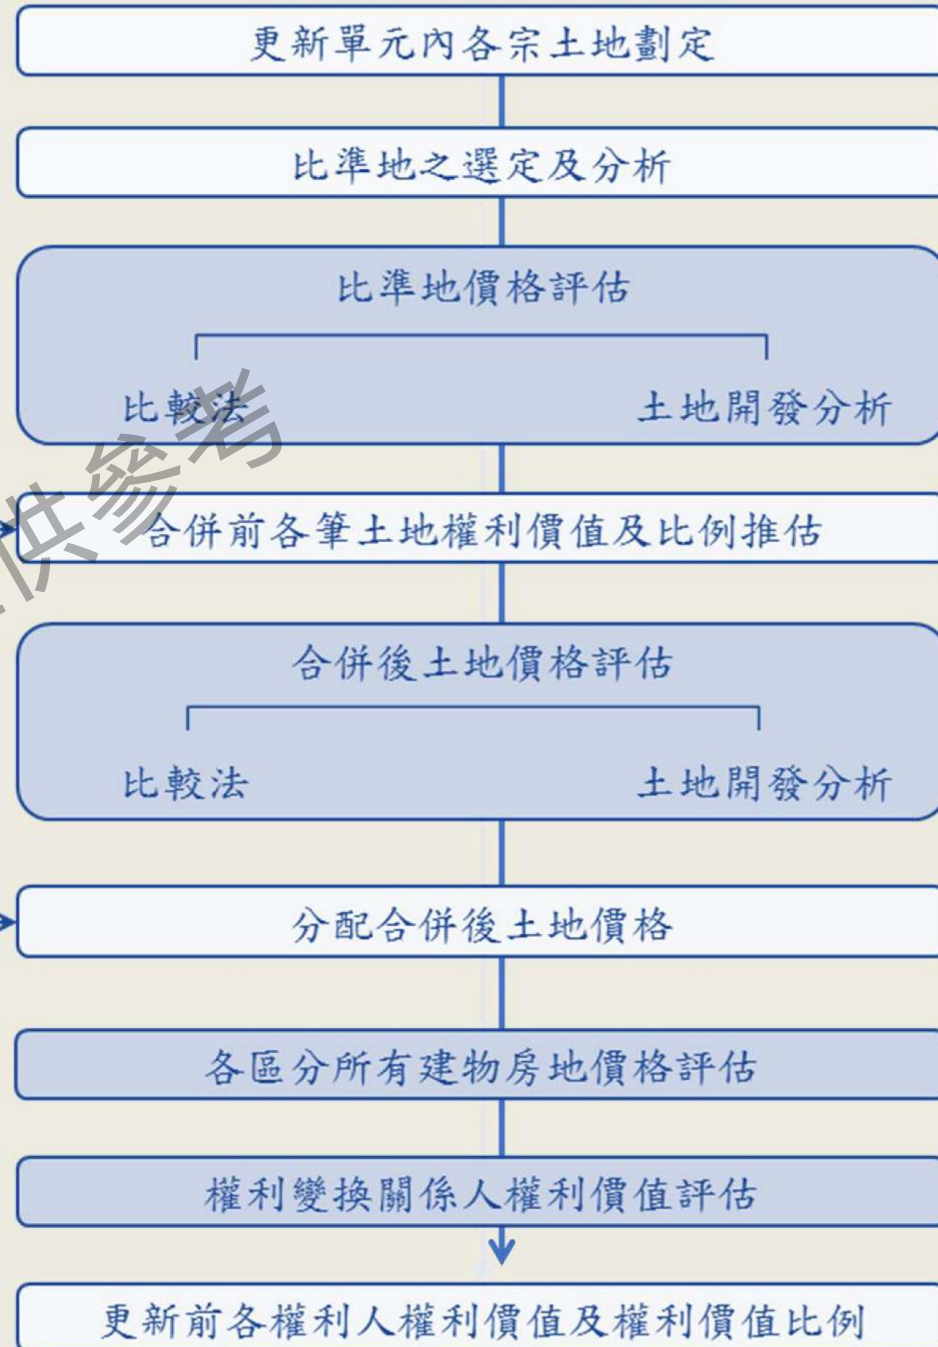 更新單元內各宗土地劃定
比準地之選定及分析
比準地價格評估
比較法 土地開發分析
合併前各筆土地權利價值及比例推估
合併後土地價格評估
比較法 土地開發分析
分配合併後土地價格
各區分所有建物房地價格評估
權利變換關係人權利價值評估
更新前各權利人權利價值及權利價值比例
供參考